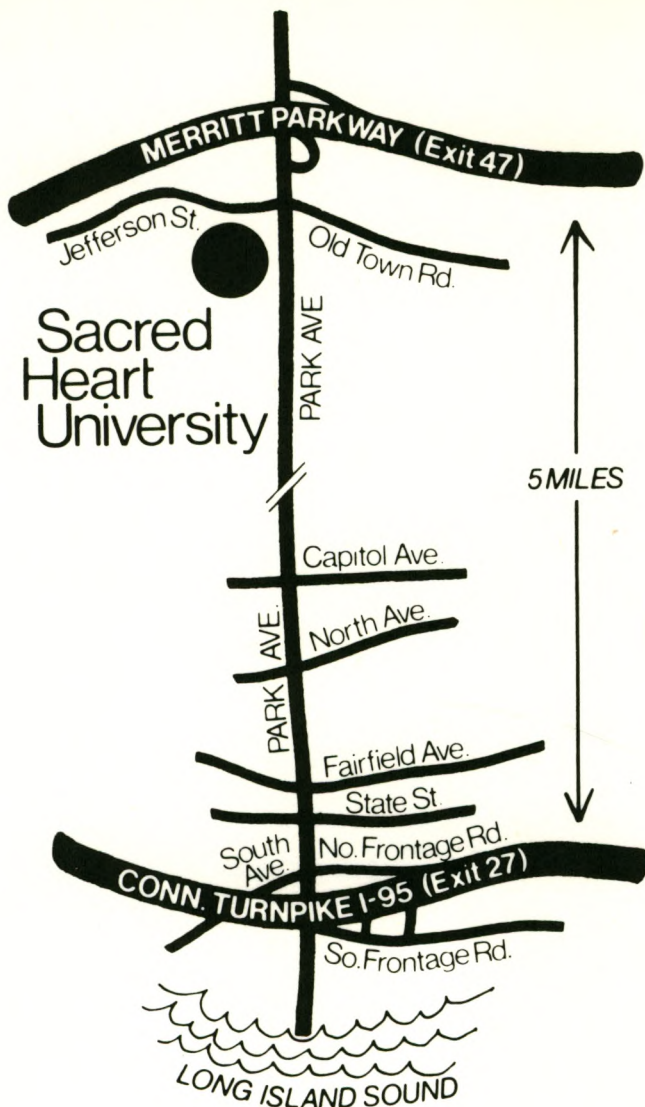 MERRITT PARKWAY (Exit 47)
Jefferson St.
Old Town Rd.
Sacred
Heart
University
PARK AVE
5 MILES
Capitol Ave.
North Ave.
PARK AVE.
Fairfield Ave.
State St.
South
Ave.
No. Frontage Rd.
CONN. TURNPIKE I-95 (Exit 27)
So. Frontage Rd.
LONG ISLAND SOUND